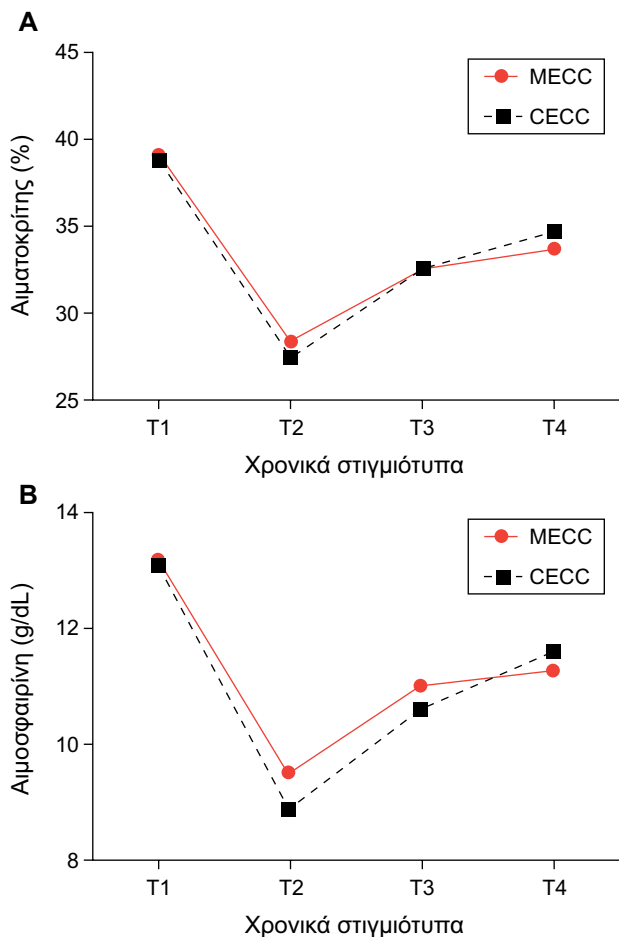 A
Αιματοκρίτης (%)
45
40
35
30
25
MECC
CECC
T1 T2 T3 T4
Χρονικά στιγμιότυπα
B
Αιμοσφαιρίνη (g/dL)
14
12
10
8
MECC
CECC
T1 T2 T3 T4
Χρονικά στιγμιότυπα